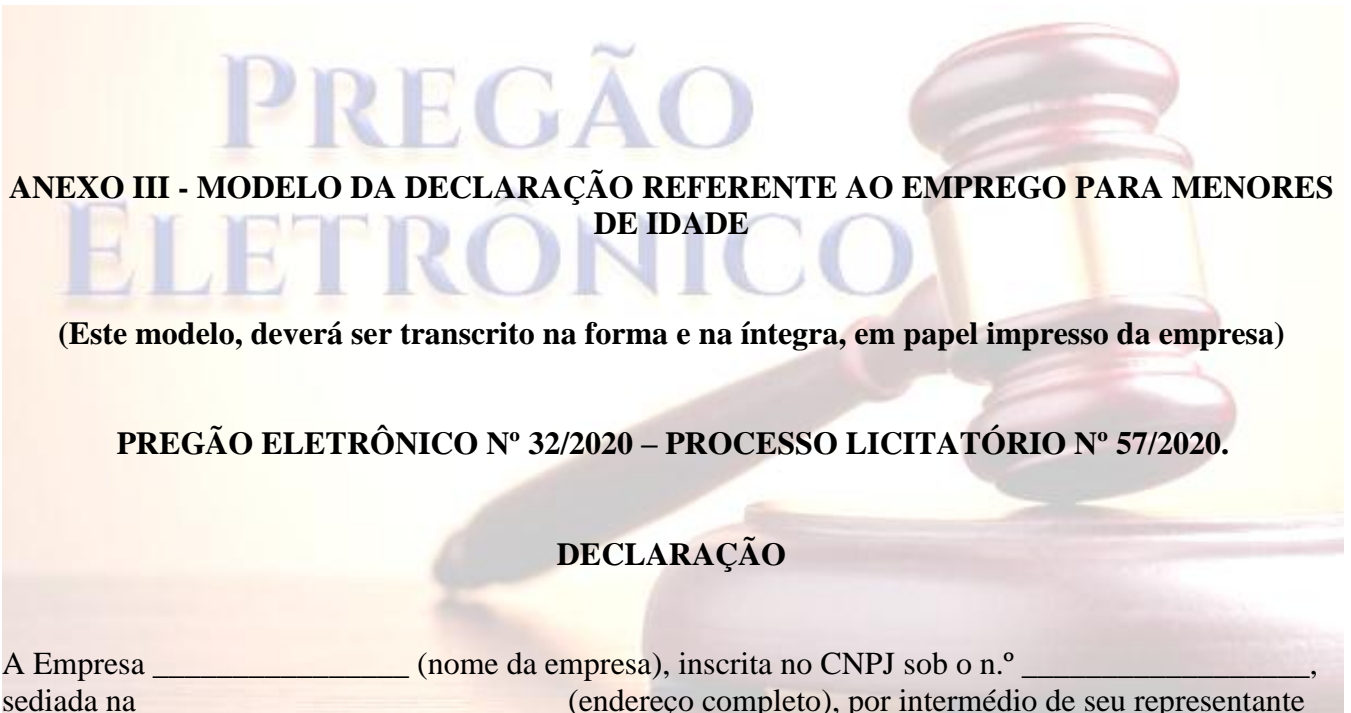 PREGÃO
ANEXO III - MODELO DA DECLARAÇÃO REFERENTE AO EMPREGO PARA MENORES
DE IDADE
ELETRÔNICO
(Este modelo, deverá ser transcrito na forma e na íntegra, em papel impresso da empresa)
PREGÃO ELETRÔNICO Nº 32/2020 – PROCESSO LICITATÓRIO Nº 57/2020.
DECLARAÇÃO
A Empresa ________________ (nome da empresa), inscrita no CNPJ sob o n.º __________________,
sediada na ___________________________ (endereço completo), por intermédio de seu representante